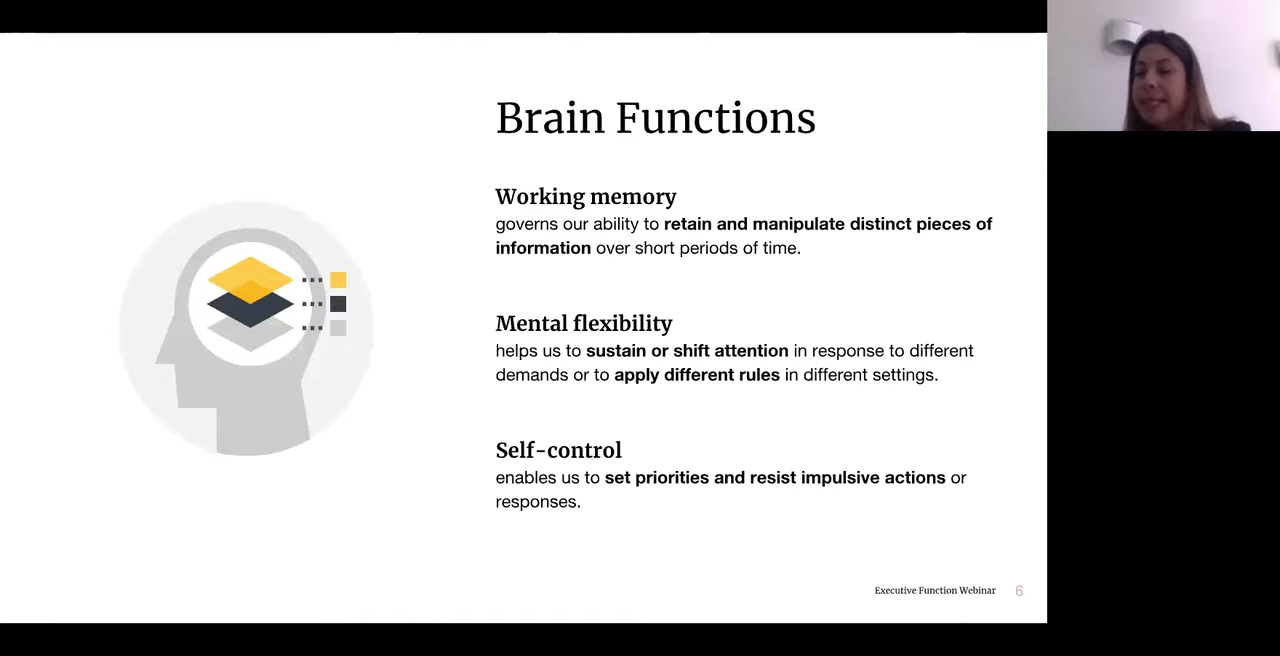 Brain Functions
Working memory
governs our ability to retain and manipulate distinct pieces of
information over short periods of time.
Mental flexibility
helps us to sustain or shift attention in response to different
demands or to apply different rules in different settings.
Self-control
enables us to set priorities and resist impulsive actions or
responses.
Executive Function Webinar 6